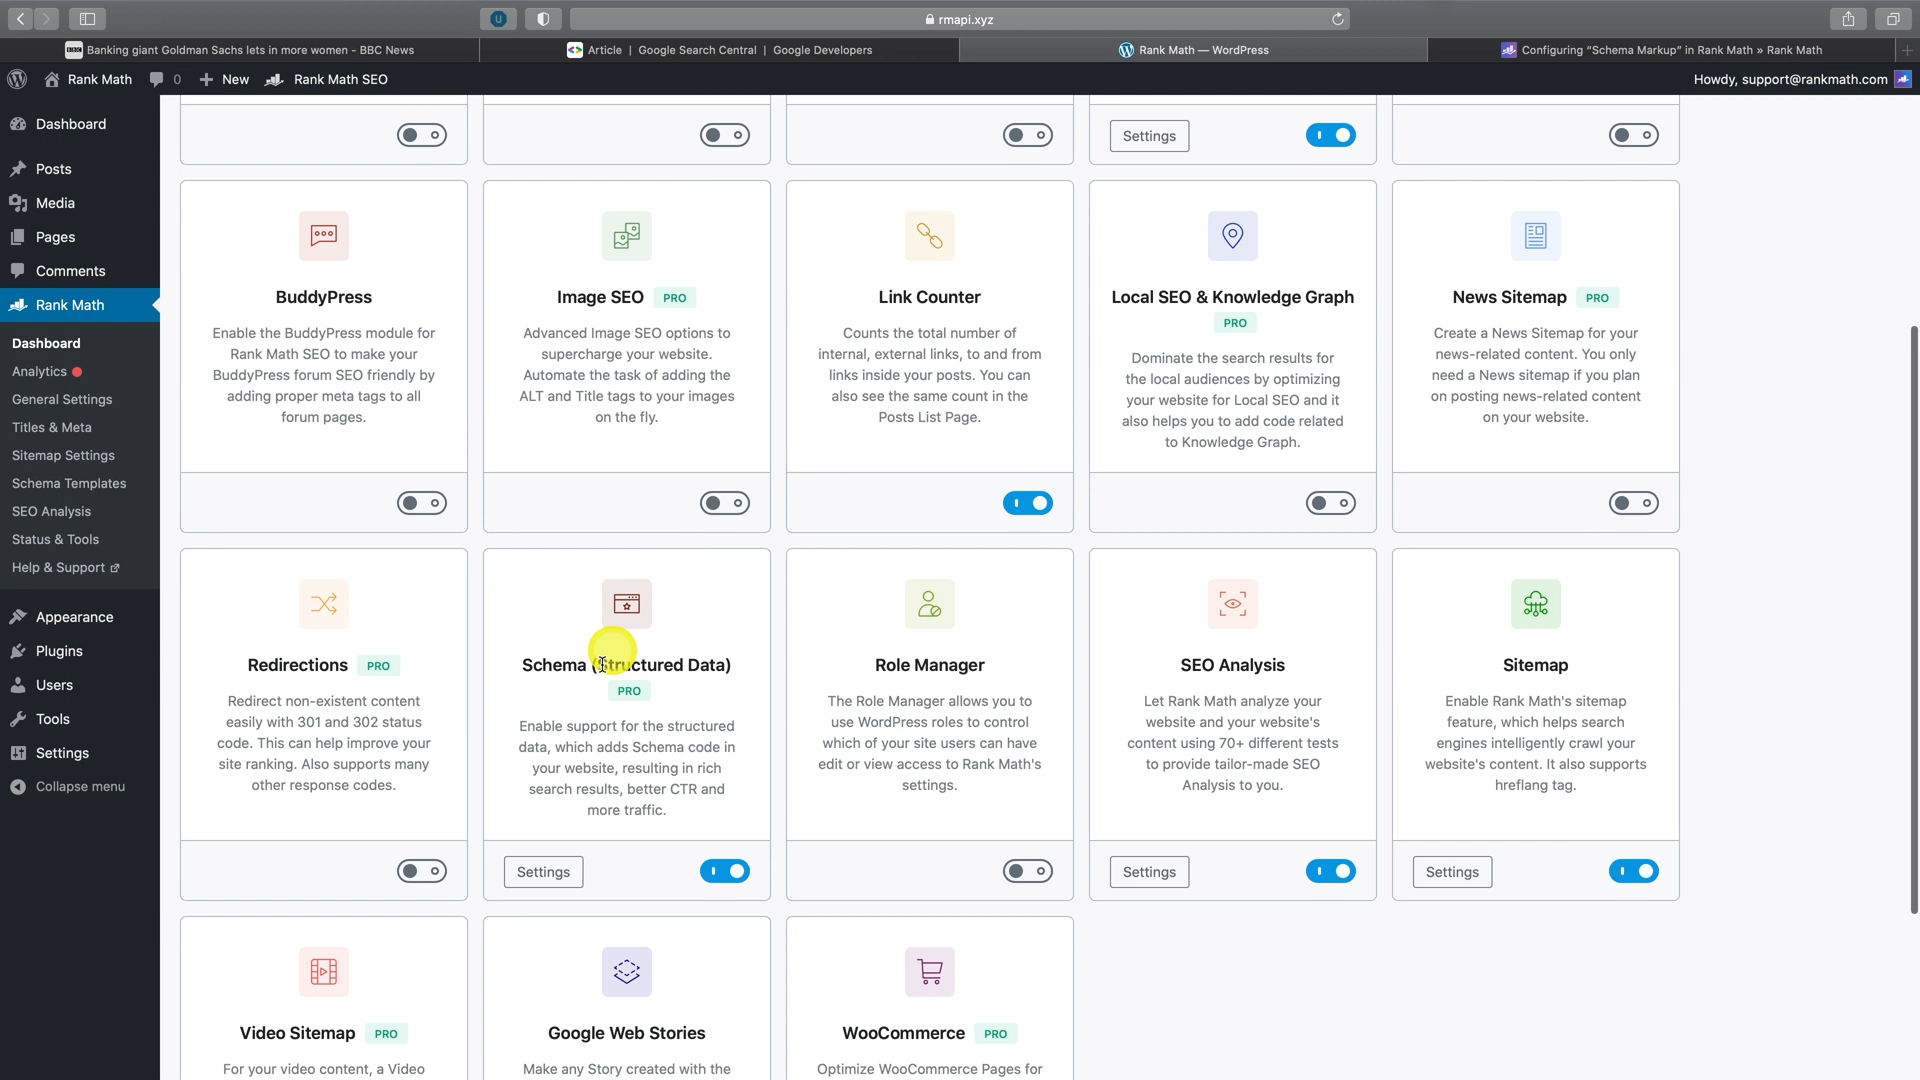 rmapi.xyz
Banking giant Goldman Sachs lets in more women - BBC News
Article | Google Search Central | Google Developers
Rank Math — WordPress
Configuring "Schema Markup" in Rank Math » Rank Math
Rank Math
0
New
Rank Math SEO
Howdy, support@rankmath.com
Dashboard
Posts
Media
Pages
Comments
Rank Math
Dashboard
Analytics
General Settings
Titles & Meta
Sitemap Settings
Schema Templates
SEO Analysis
Status & Tools
Help & Support
Appearance
Plugins
Users
Tools
Settings
Collapse menu
Settings
BuddyPress
Enable the BuddyPress module for
Rank Math SEO to make your
BuddyPress forum SEO friendly by
adding proper meta tags to all
forum pages.
Image SEO PRO
Advanced Image SEO options to
supercharge your website.
Automate the task of adding the
ALT and Title tags to your images
on the fly.
Link Counter
Counts the total number of
internal, external links, to and from
links inside your posts. You can
also see the same count in the
Posts List Page.
Local SEO & Knowledge Graph
PRO
Dominate the search results for
the local audiences by optimizing
your website for Local SEO and it
also helps you to add code related
to Knowledge Graph.
News Sitemap PRO
Create a News Sitemap for your
news-related content. You only
need a News sitemap if you plan
on posting news-related content
on your website.
Redirections PRO
Redirect non-existent content
easily with 301 and 302 status
code. This can help improve your
site ranking. Also supports many
other response codes.
Schema (Structured Data)
PRO
Enable support for the structured
data, which adds Schema code in
your website, resulting in rich
search results, better CTR and
more traffic.
Settings
Role Manager
The Role Manager allows you to
use WordPress roles to control
which of your site users can have
edit or view access to Rank Math's
settings.
SEO Analysis
Let Rank Math analyze your
website and your website's
content using 70+ different tests
to provide tailor-made SEO
Analysis to you.
Settings
Sitemap
Enable Rank Math's sitemap
feature, which helps search
engines intelligently crawl your
website's content. It also supports
hreflang tag.
Settings
Video Sitemap PRO
For your video content, a Video
Google Web Stories
Make any Story created with the
WooCommerce PRO
Optimize WooCommerce Pages for